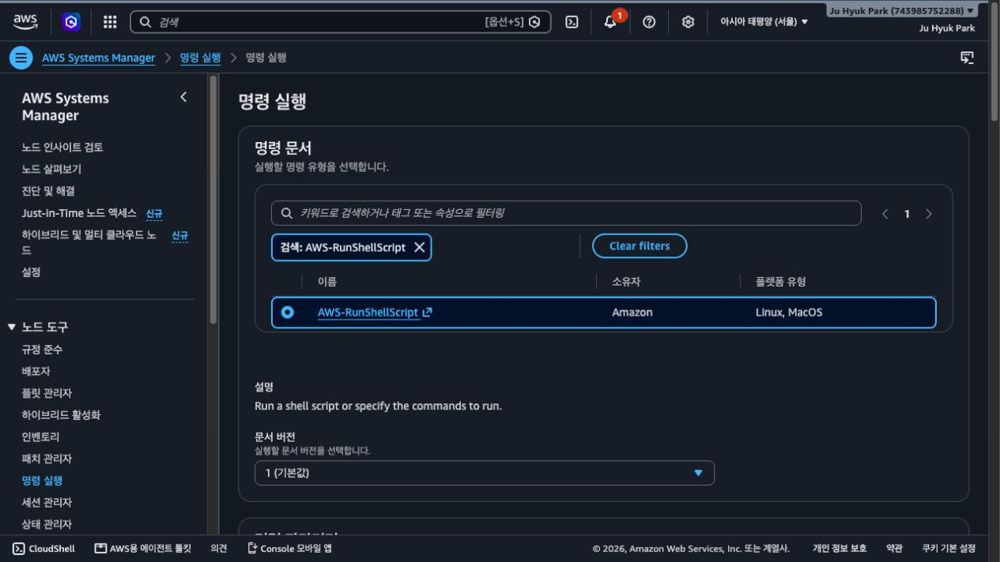 aws
검색
[옵션+S]
1
아시아 태평양 (서울)
Ju Hyuk Park (743985752288)
Ju Hyuk Park
AWS Systems Manager
명령 실행
명령 실행
AWS Systems
Manager
노드 인사이트 검토
노드 살펴보기
진단 및 해결
Just-in-Time 노드 액세스 신규
하이브리드 및 멀티 클라우드 노 신규
드
설정
노드 도구
규정 준수
배포자
플릿 관리자
하이브리드 활성화
인벤토리
패치 관리자
명령 실행
세션 관리자
상태 관리자
명령 실행
명령 문서
실행할 명령 유형을 선택합니다.
키워드로 검색하거나 태그 또는 속성으로 필터링
1
검색: AWS-RunShellScript
Clear filters
이름 소유자 플랫폼 유형
AWS-RunShellScript Amazon Linux, MacOS
설명
Run a shell script or specify the commands to run.
문서 버전
실행할 문서 버전을 선택합니다.
1 (기본값)
CloudShell AWS용 에이전트 툴킷 의견 Console 모바일 앱
© 2026, Amazon Web Services, Inc. 또는 계열사. 개인 정보 보호 약관 쿠키 기본 설정